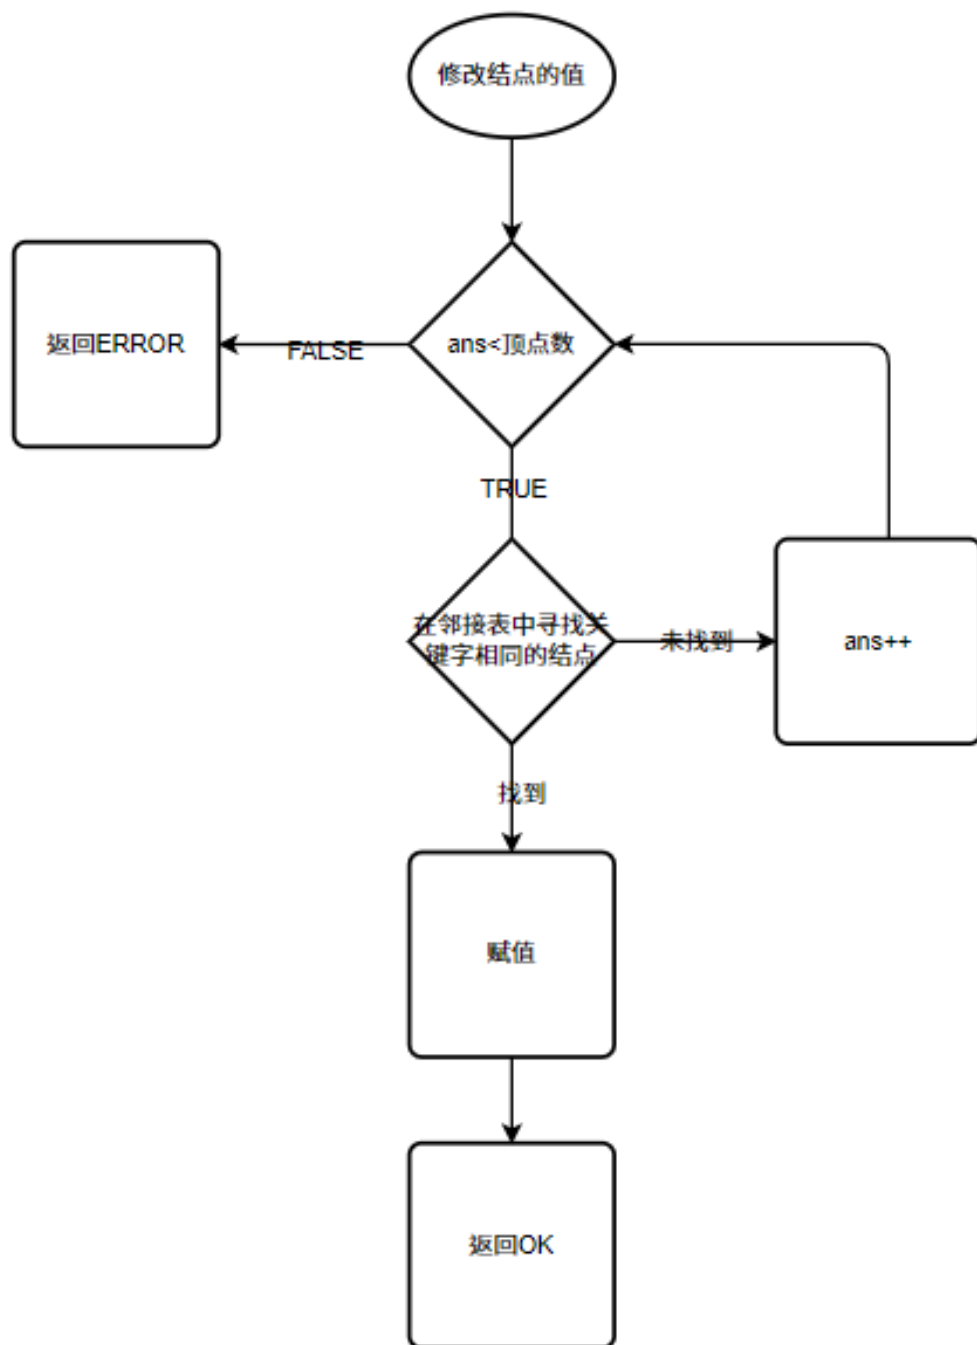 修改结点的值
返回ERROR
FALSE
ans<顶点数
TRUE
在邻接表中寻找关
键字相同的结点
未找到
ans++
找到
赋值
返回OK